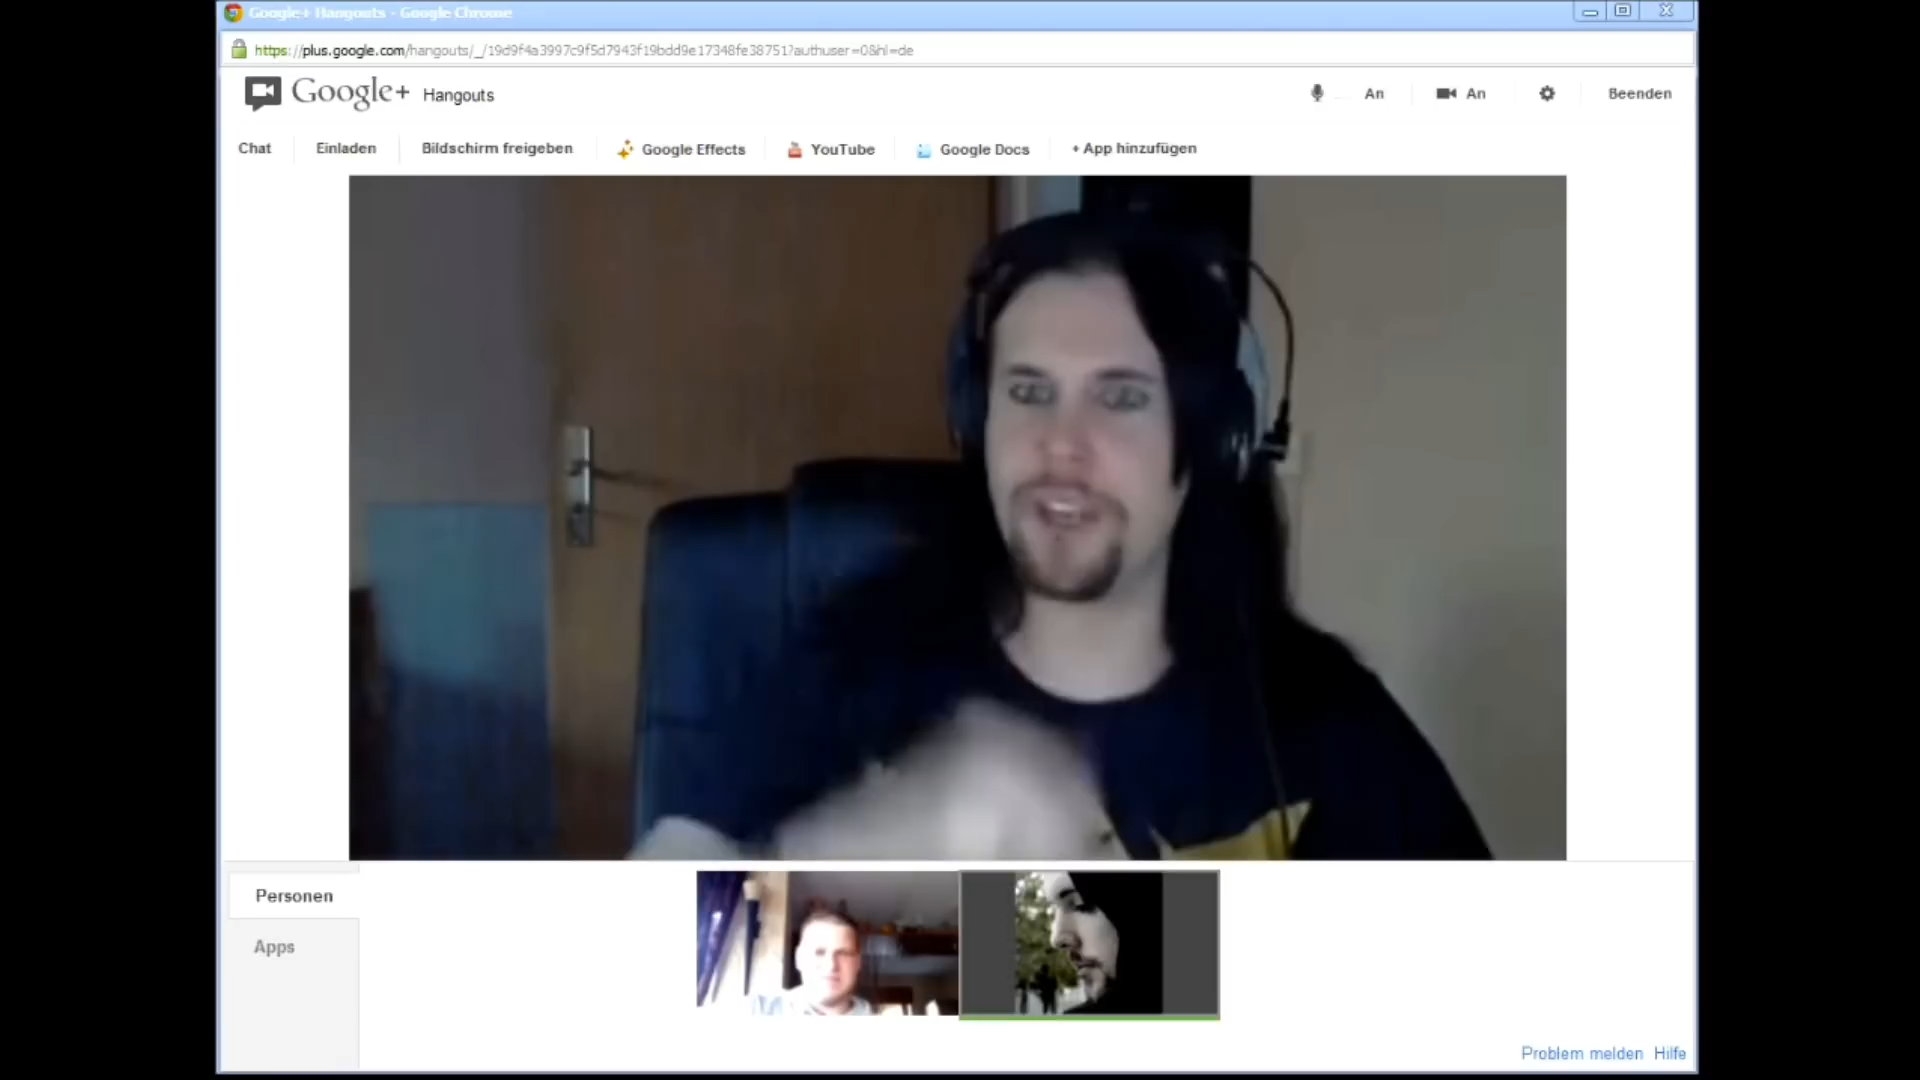 Google+ Hangouts - Google Chrome
https://plus.google.com/hangouts/_/19d9f4a3997c9f5d7943f19bdd9e17348fe38751?authuser=0&hl=de
Google+ Hangouts An An Beenden
Chat Einladen Bildschirm freigeben Google Effects YouTube Google Docs + App hinzufügen
Personen
Apps
Problem melden Hilfe